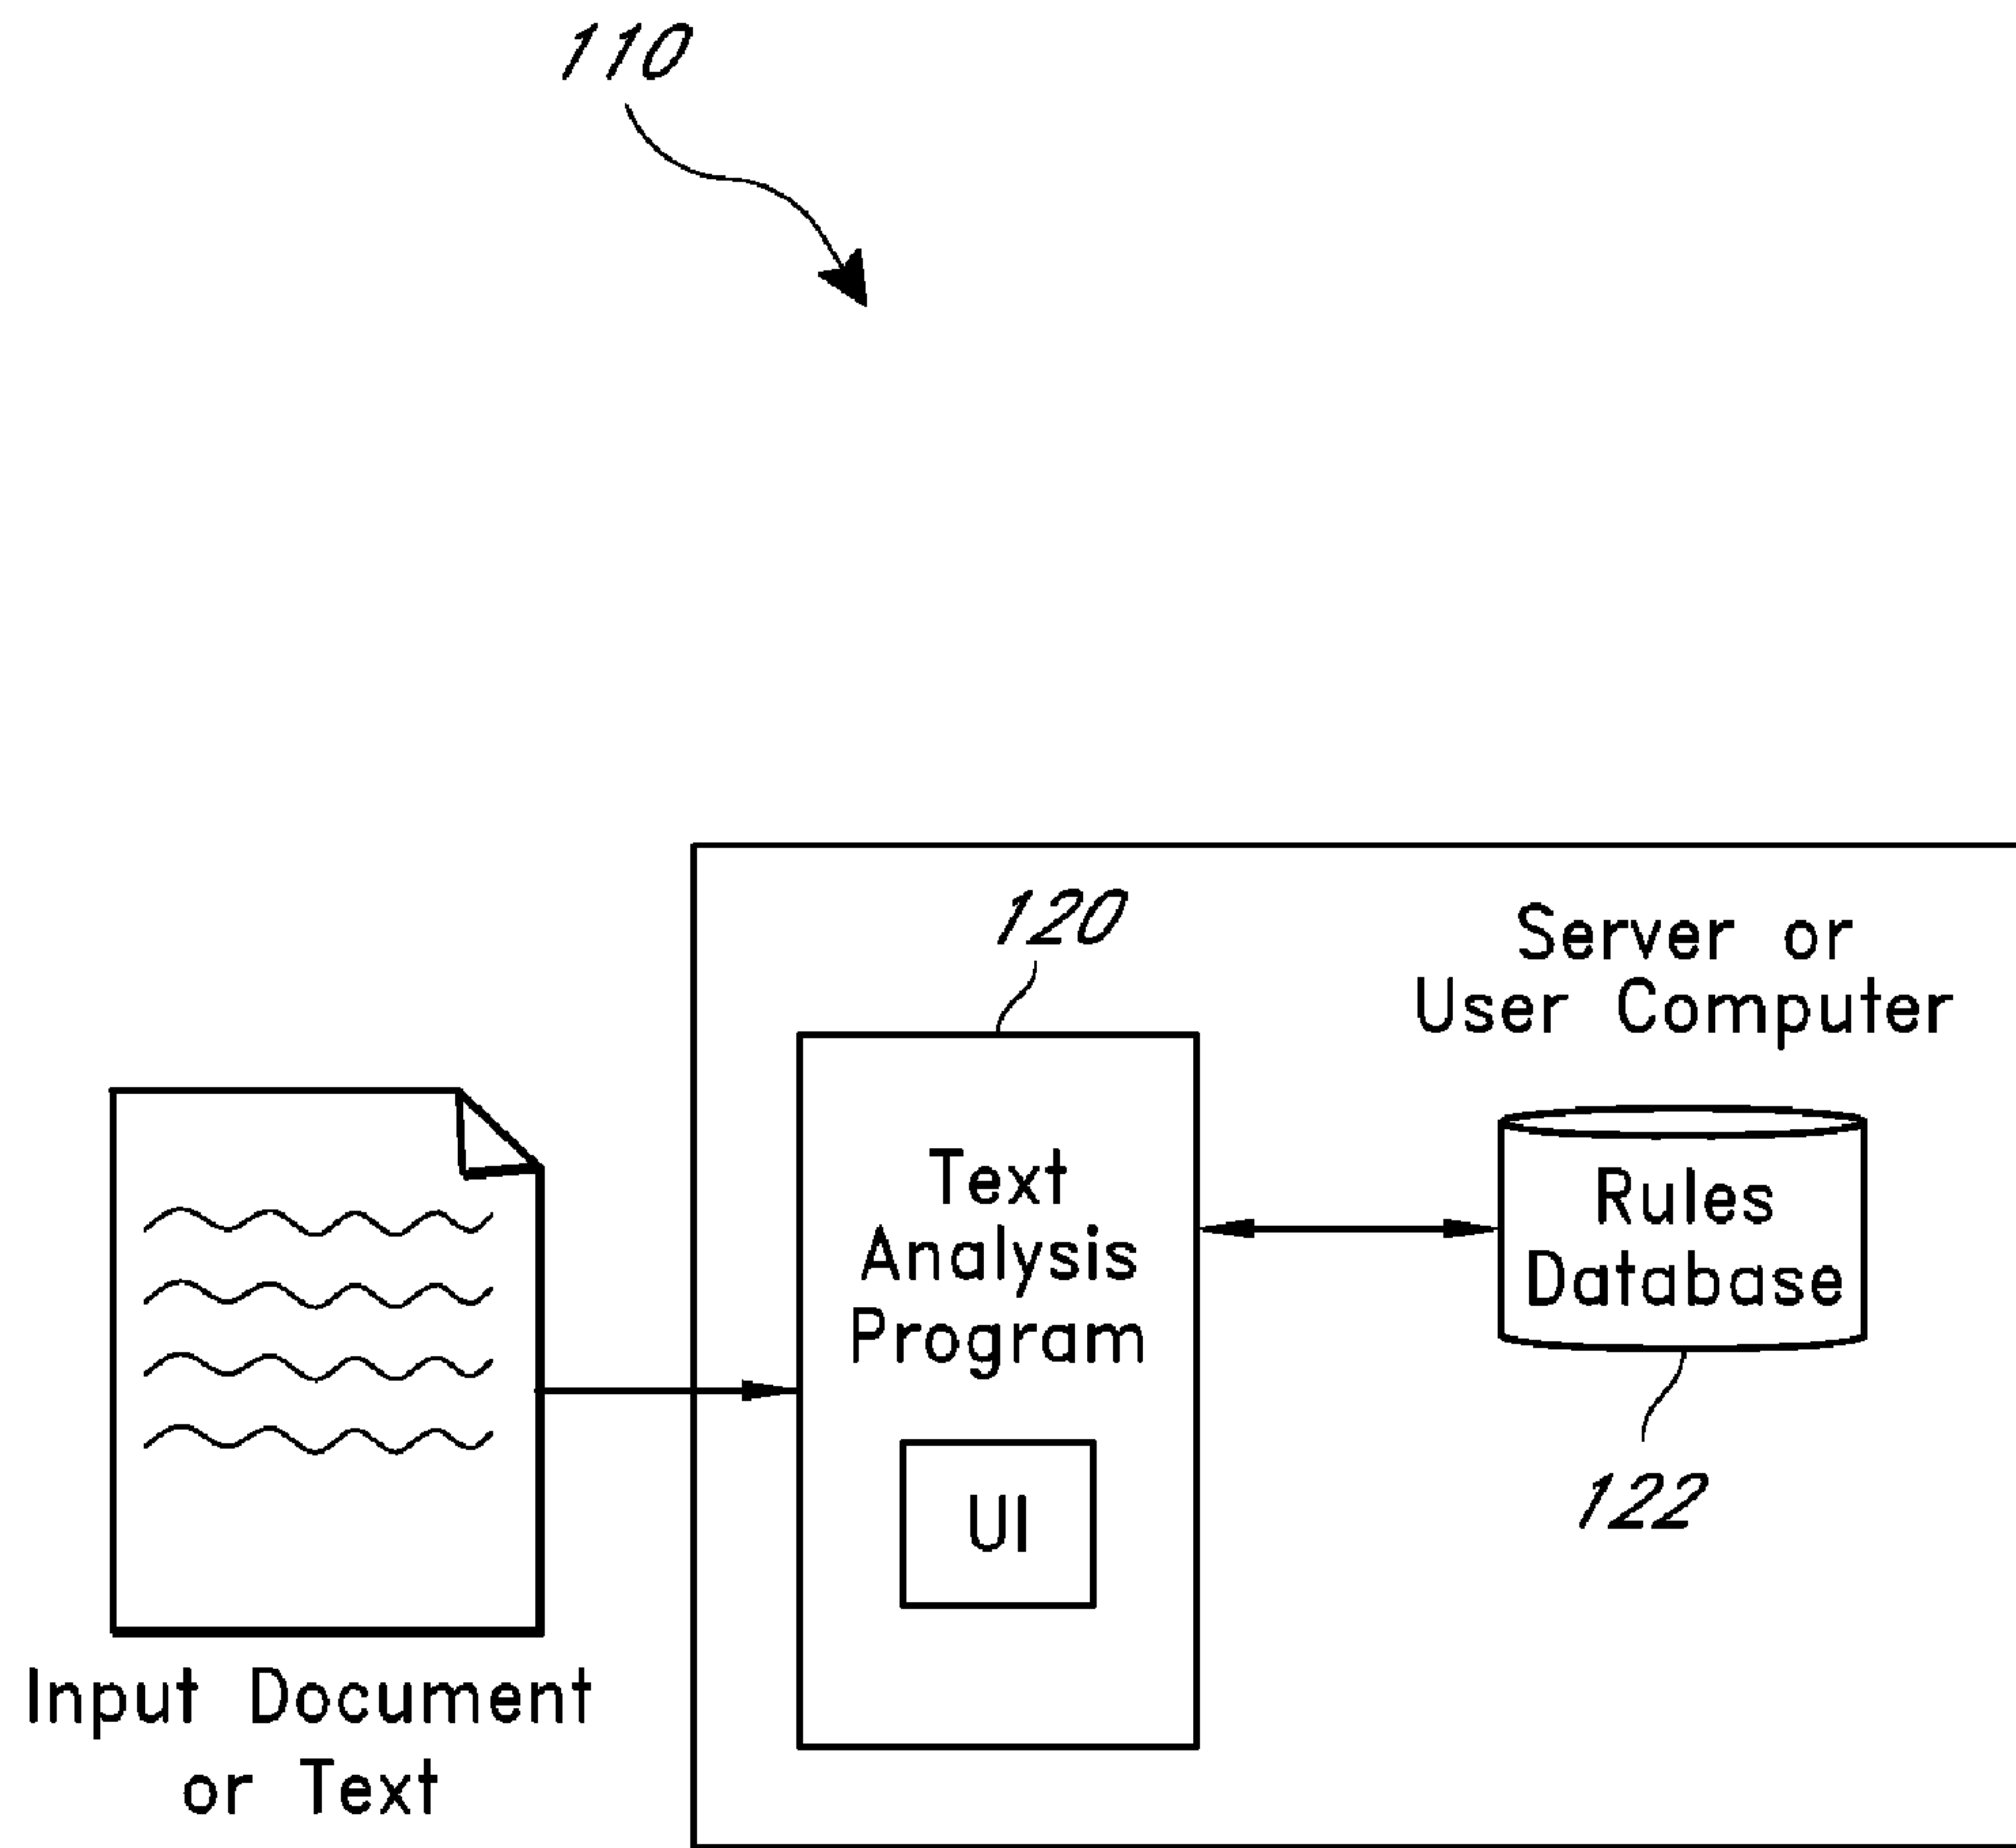 110
120
Server or
User Computer
Text
Analysis
Program
Rules
Database
UI
122
Input Document
or Text